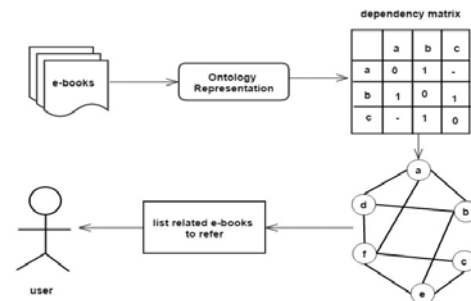 dependency matrix
e-books
Ontology
Representation
a b c
a 0 1 -
b 1 0 1
c - 1 0
a
d
b
f
c
e
list related e-books
to refer
user